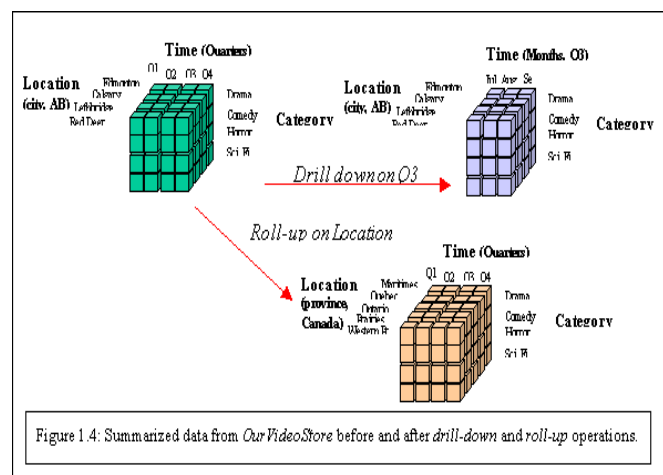 Time (Quarters)
Q1 Q2 Q3 Q4
Location
(city, AB)
Edmonton
Calgary
Lethbridge
Red Deer
Drama
Comedy
Horror
Sci Fi
Category
Time (Months, Q3)
Jul Aug Se
Location
(city, AB)
Edmonton
Calgary
Lethbridge
Red Deer
Drama
Comedy
Horror
Sci Fi
Category
Drill down on Q3
Roll-up on Location
Time (Quarters)
Q1 Q2 Q3 Q4
Location
(province,
Canada)
Maritimes
Quebec
Ontario
Prairies
Western Pr
Drama
Comedy
Horror
Sci Fi
Category
Figure 1.4: Summarized data from OurVideoStore before and after drill-down and roll-up operations.